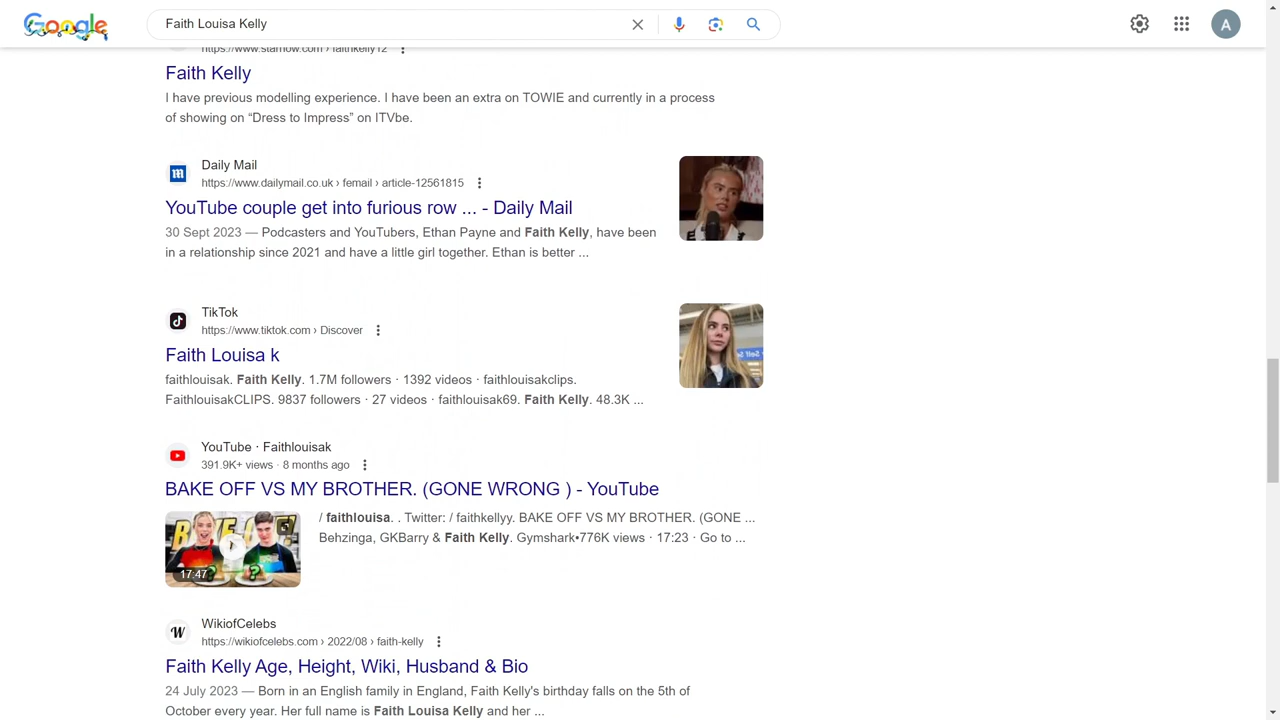 Google
Faith Louisa Kelly
A
https://www.starnow.com › faithkelly12
Faith Kelly
I have previous modelling experience. I have been an extra on TOWIE and currently in a process
of showing on “Dress to Impress” on ITVbe.
Daily Mail
https://www.dailymail.co.uk › femail › article-12561815
YouTube couple get into furious row ... - Daily Mail
30 Sept 2023 — Podcasters and YouTubers, Ethan Payne and Faith Kelly, have been
in a relationship since 2021 and have a little girl together. Ethan is better ...
TikTok
https://www.tiktok.com › Discover
Faith Louisa k
faithlouisak. Faith Kelly. 1.7M followers · 1392 videos · faithlouisakclips.
FaithlouisakCLIPS. 9837 followers · 27 videos · faithlouisak69. Faith Kelly. 48.3K ...
YouTube · Faithlouisak
391.9K+ views · 8 months ago
BAKE OFF VS MY BROTHER. (GONE WRONG ) - YouTube
BAKE OFF!
17:47
/ faithlouisa. . Twitter: / faithkellyy. BAKE OFF VS MY BROTHER. (GONE ...
Behzinga, GKBarry & Faith Kelly. Gymshark•776K views · 17:23 · Go to ...
W
WikiofCelebs
https://wikiofcelebs.com › 2022/08 › faith-kelly
Faith Kelly Age, Height, Wiki, Husband & Bio
24 July 2023 — Born in an English family in England, Faith Kelly's birthday falls on the 5th of
October every year. Her full name is Faith Louisa Kelly and her ...